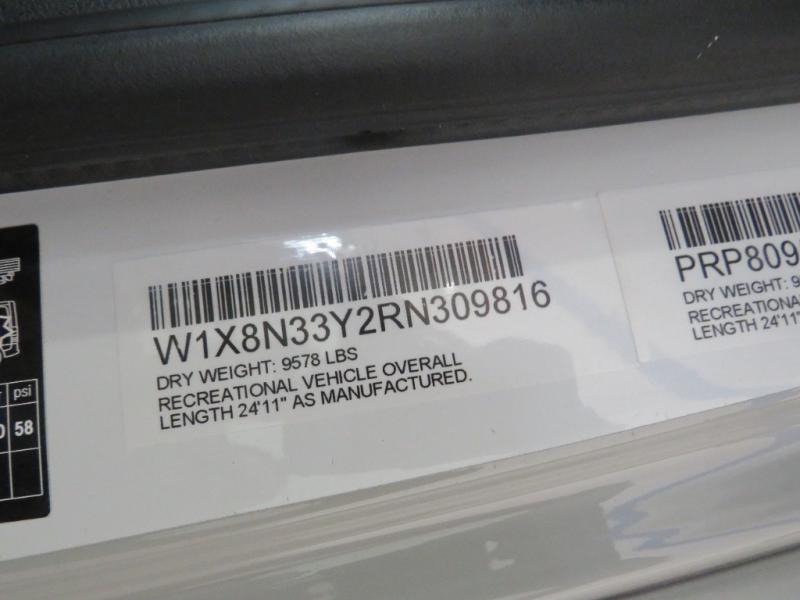 W1X8N33Y2RN309816
DRY WEIGHT: 9578 LBS
RECREATIONAL VEHICLE OVERALL
LENGTH 24'11" AS MANUFACTURED.
PRP809
DRY WEIGHT: 9
RECREATIONAL
LENGTH 24'11"
psi
58